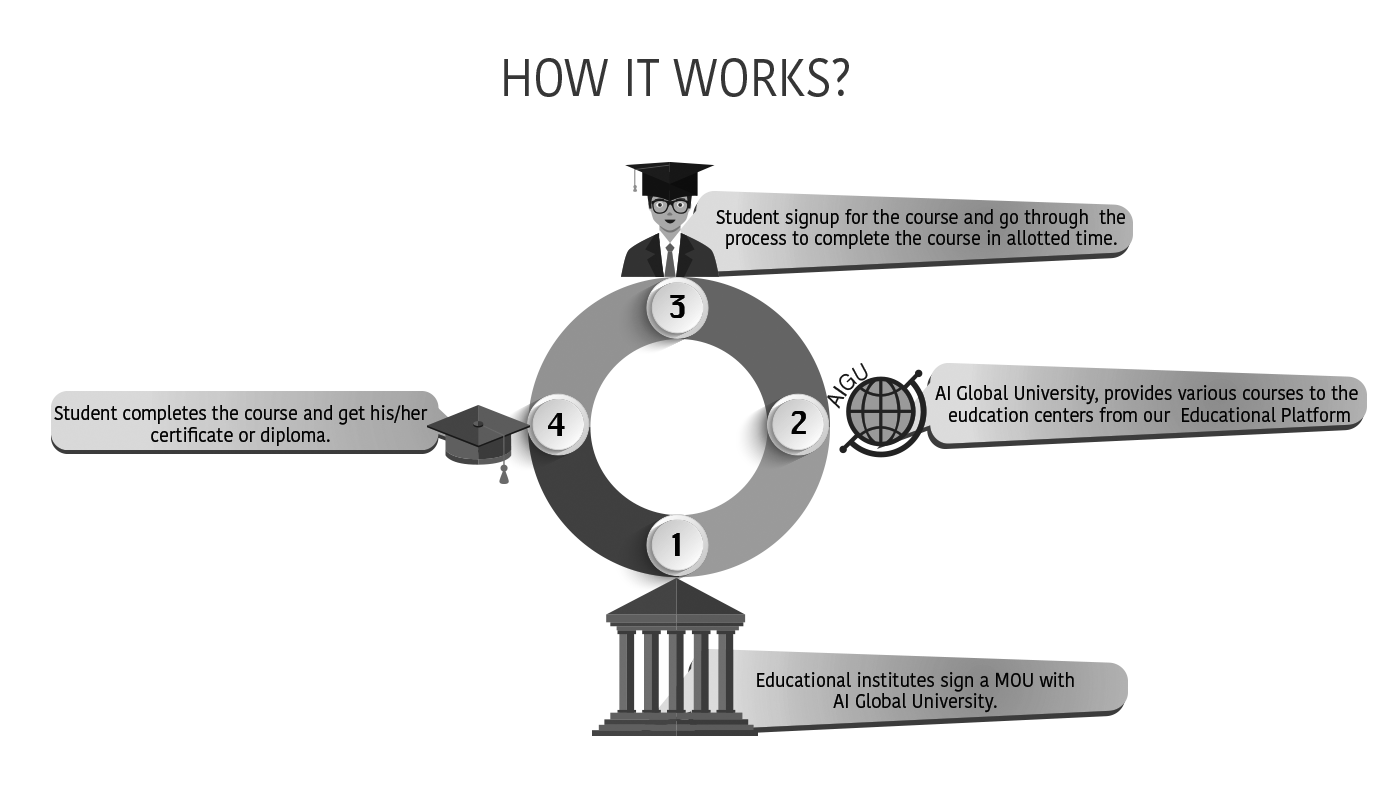 HOW IT WORKS?
Student signup for the course and go through  the
process to complete the course in allotted time.
3
AIGU
AI Global University, provides various courses to the
eudcation centers from our  Educational Platform
2
Student completes the course and get his/her
certificate or diploma.
4
1
Educational institutes sign a MOU with
AI Global University.